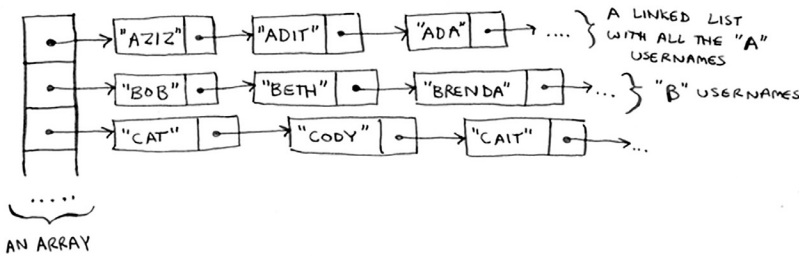 "AZIZ" "ADIT" "ADA" .... A LINKED LIST
WITH ALL THE "A"
USERNAMES
"BOB" "BETH" "BRENDA" ... "B" USERNAMES
"CAT" "CODY" "CAIT" ...
.....
AN ARRAY